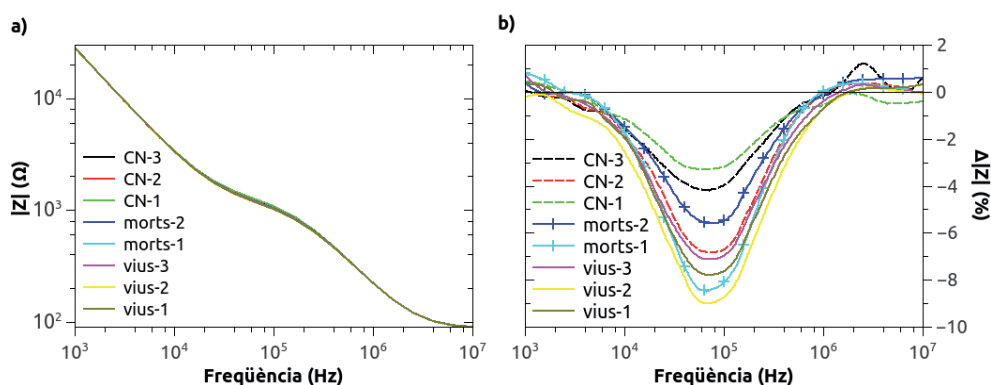 a)
|Z| (Ω)
10⁴
10³
10²
CN-3
CN-2
CN-1
morts-2
morts-1
vius-3
vius-2
vius-1
10³ 10⁴ 10⁵ 10⁶ 10⁷
Freqüència (Hz)
b)
CN-3
CN-2
CN-1
morts-2
morts-1
vius-3
vius-2
vius-1
2
0
-2
-4
-6
-8
-10
Δ|Z| (%)
10³ 10⁴ 10⁵ 10⁶ 10⁷
Freqüència (Hz)